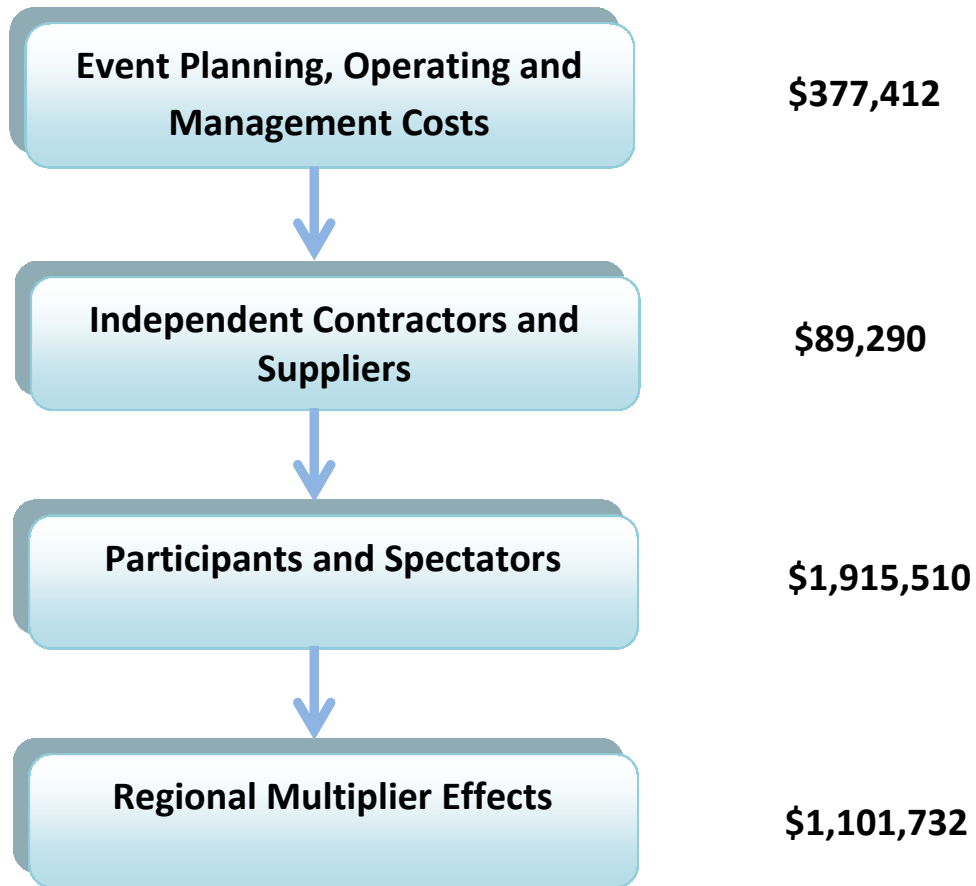 Event Planning, Operating and
Management Costs
$377,412
Independent Contractors and
Suppliers
$89,290
Participants and Spectators
$1,915,510
Regional Multiplier Effects
$1,101,732